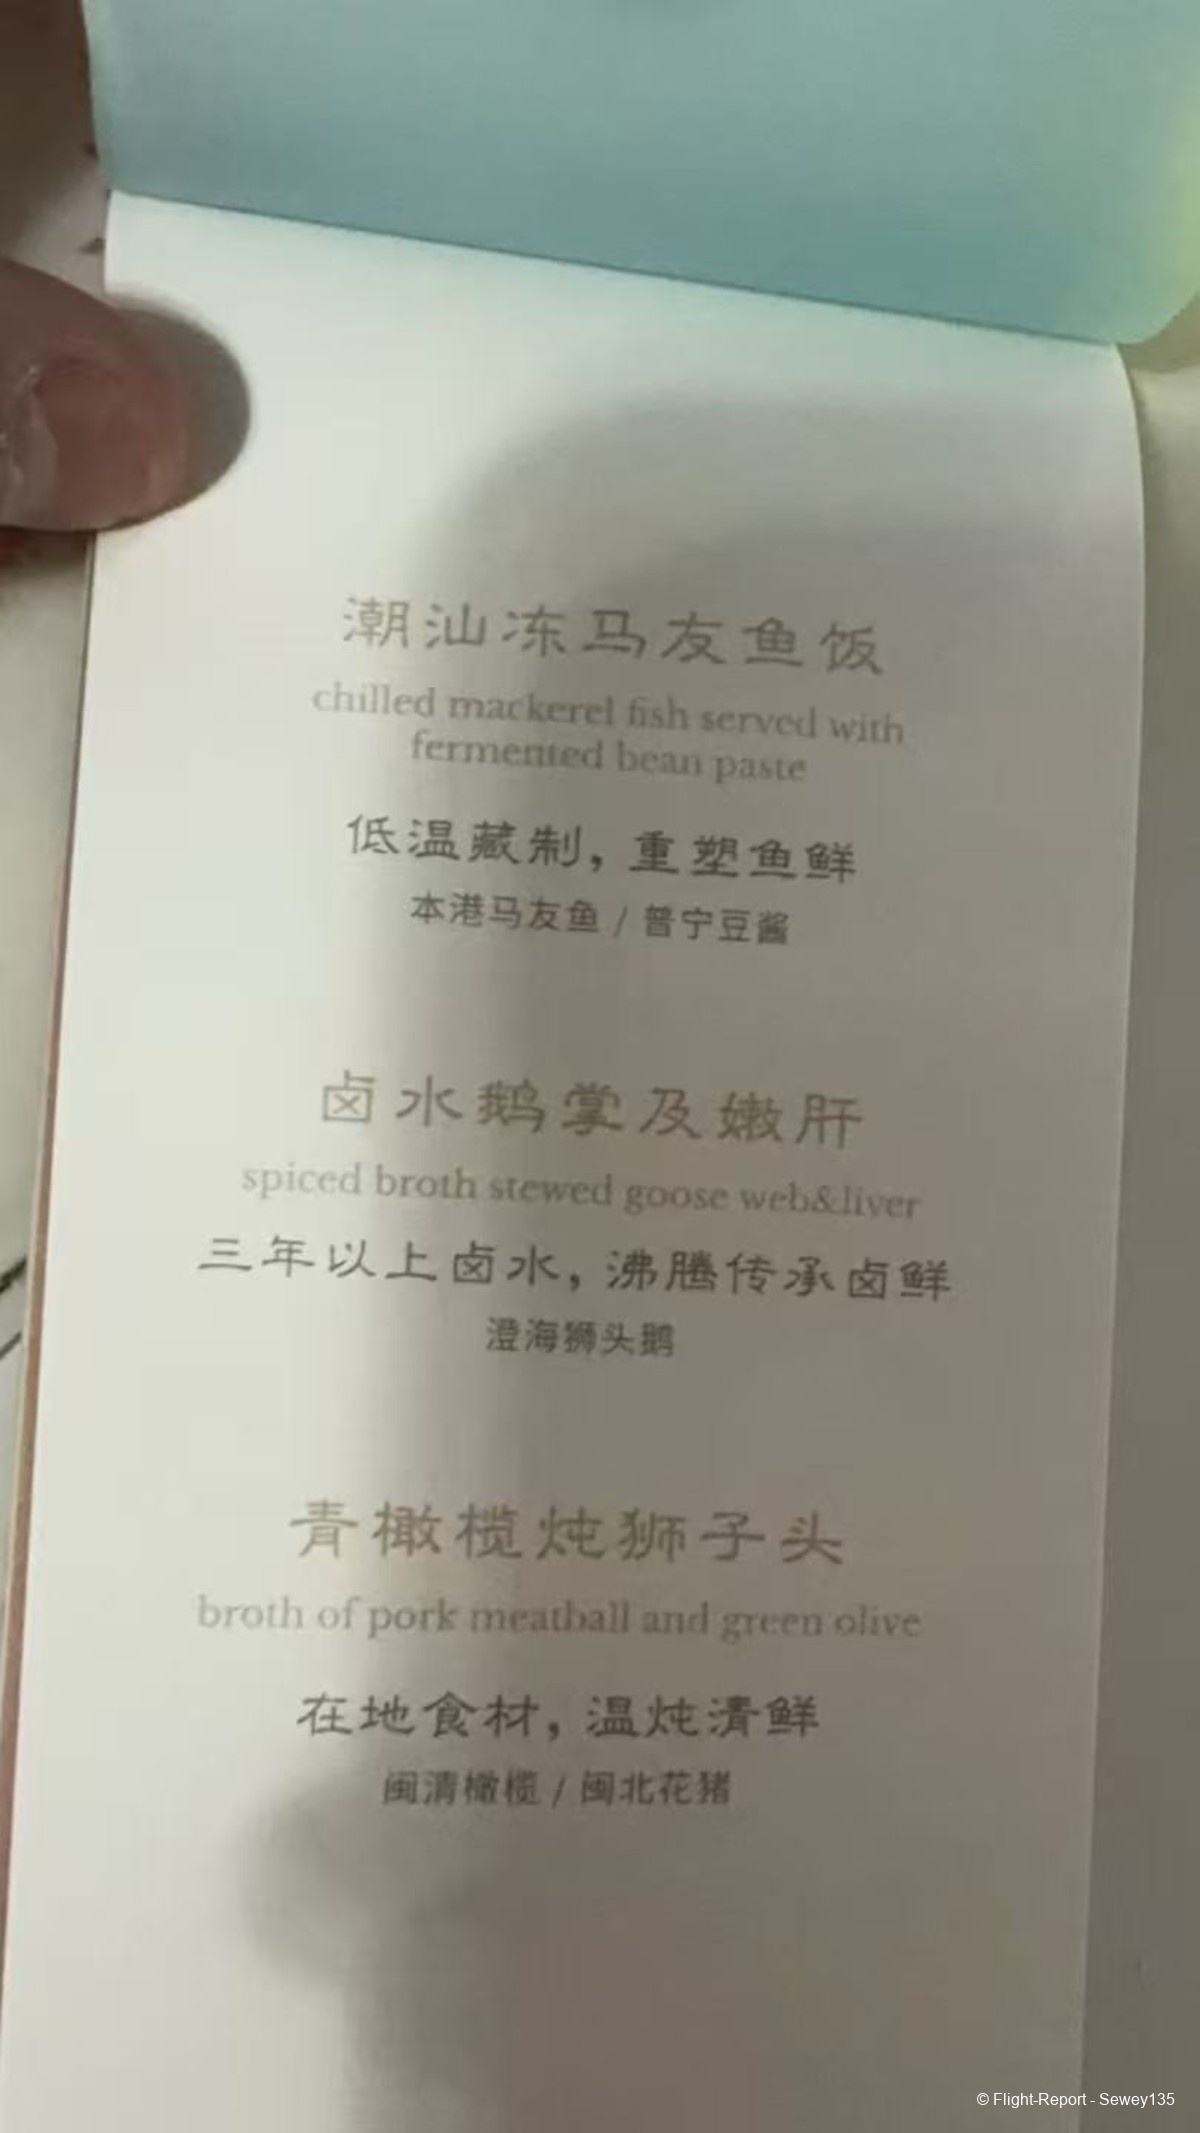 潮汕冻马友鱼饭
chilled mackerel fish served with
fermented bean paste
低温藏制，重塑鱼鲜
本港马友鱼 / 普宁豆酱
卤水鹅掌及嫩肝
spiced broth stewed goose web&liver
三年以上卤水，沸腾传承卤鲜
澄海狮头鹅
青橄榄炖狮子头
broth of pork meatball and green olive
在地食材，温炖清鲜
闽清橄榄 / 闽北花猪
© Flight-Report - Sewey135